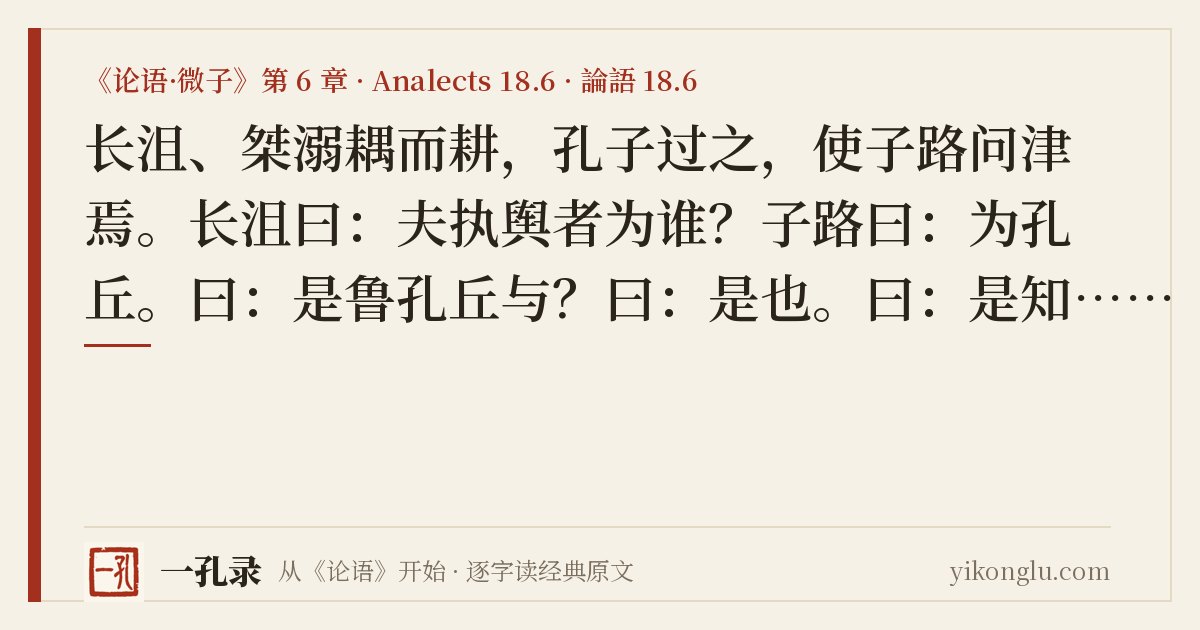 《论语·微子》第 6 章 · Analects 18.6 · 論語 18.6
长沮、桀溺耦而耕，孔子过之，使子路问津
焉。长沮曰：夫执舆者为谁？子路曰：为孔
丘。曰：是鲁孔丘与？曰：是也。曰：是知……
一孔
一孔录
从《论语》开始 · 逐字读经典原文
yikonglu.com